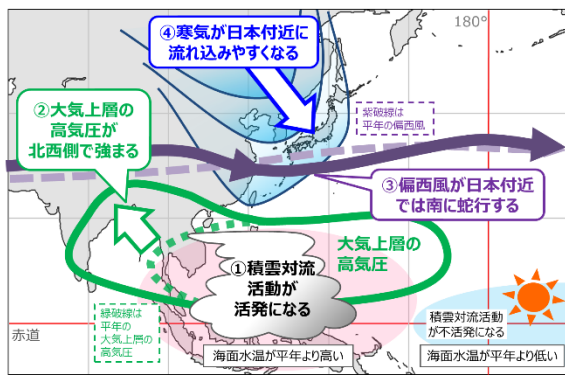 ④寒気が日本付近に
流れ込みやすくなる
180°
②大気上層の
高気圧が
北西側で強まる
紫破線は
平年の偏西風
③偏西風が日本付近
では南に蛇行する
大気上層の
高気圧
①積雲対流
活動が
活発になる
緑破線は
平年の
大気上層の
高気圧
積雲対流活動
が不活発になる
赤道
海面水温が平年より高い
海面水温が平年より低い